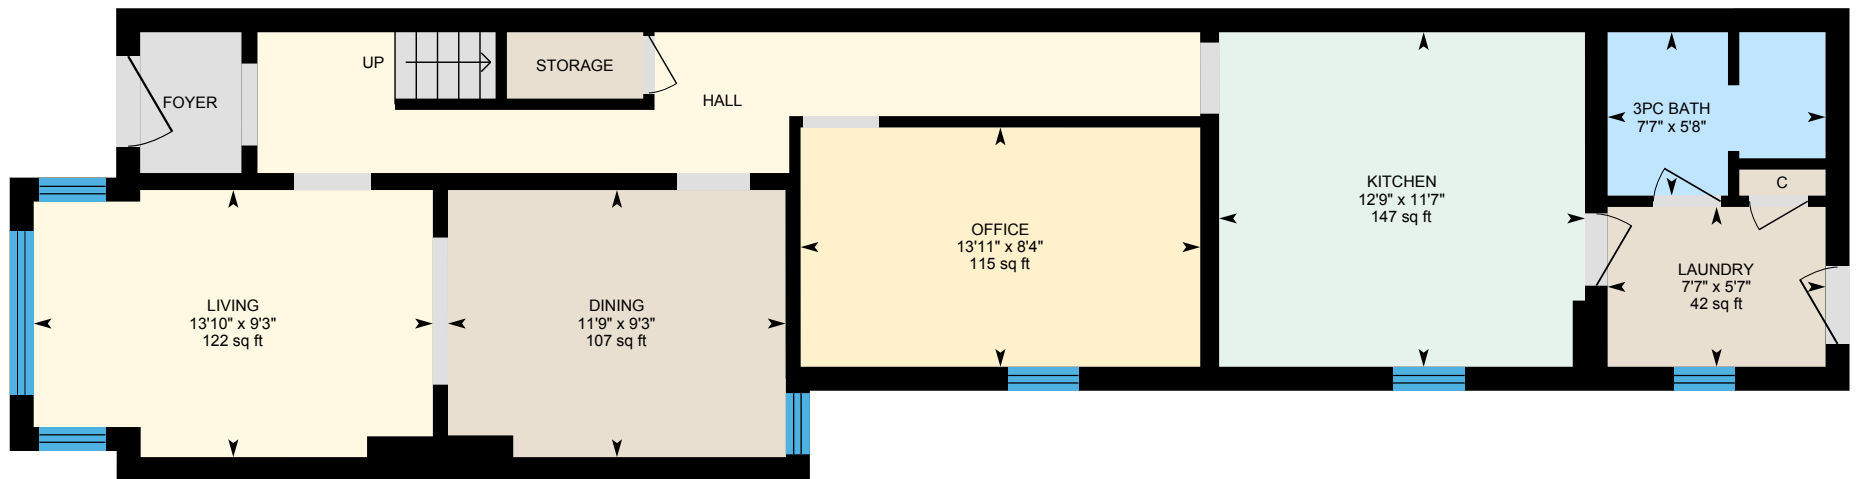 FOYER
UP
STORAGE
HALL
LIVING
13'10" x 9'3"
122 sq ft
DINING
11'9" x 9'3"
107 sq ft
OFFICE
13'11" x 8'4"
115 sq ft
KITCHEN
12'9" x 11'7"
147 sq ft
3PC BATH
7'7" x 5'8"
C
LAUNDRY
7'7" x 5'7"
42 sq ft